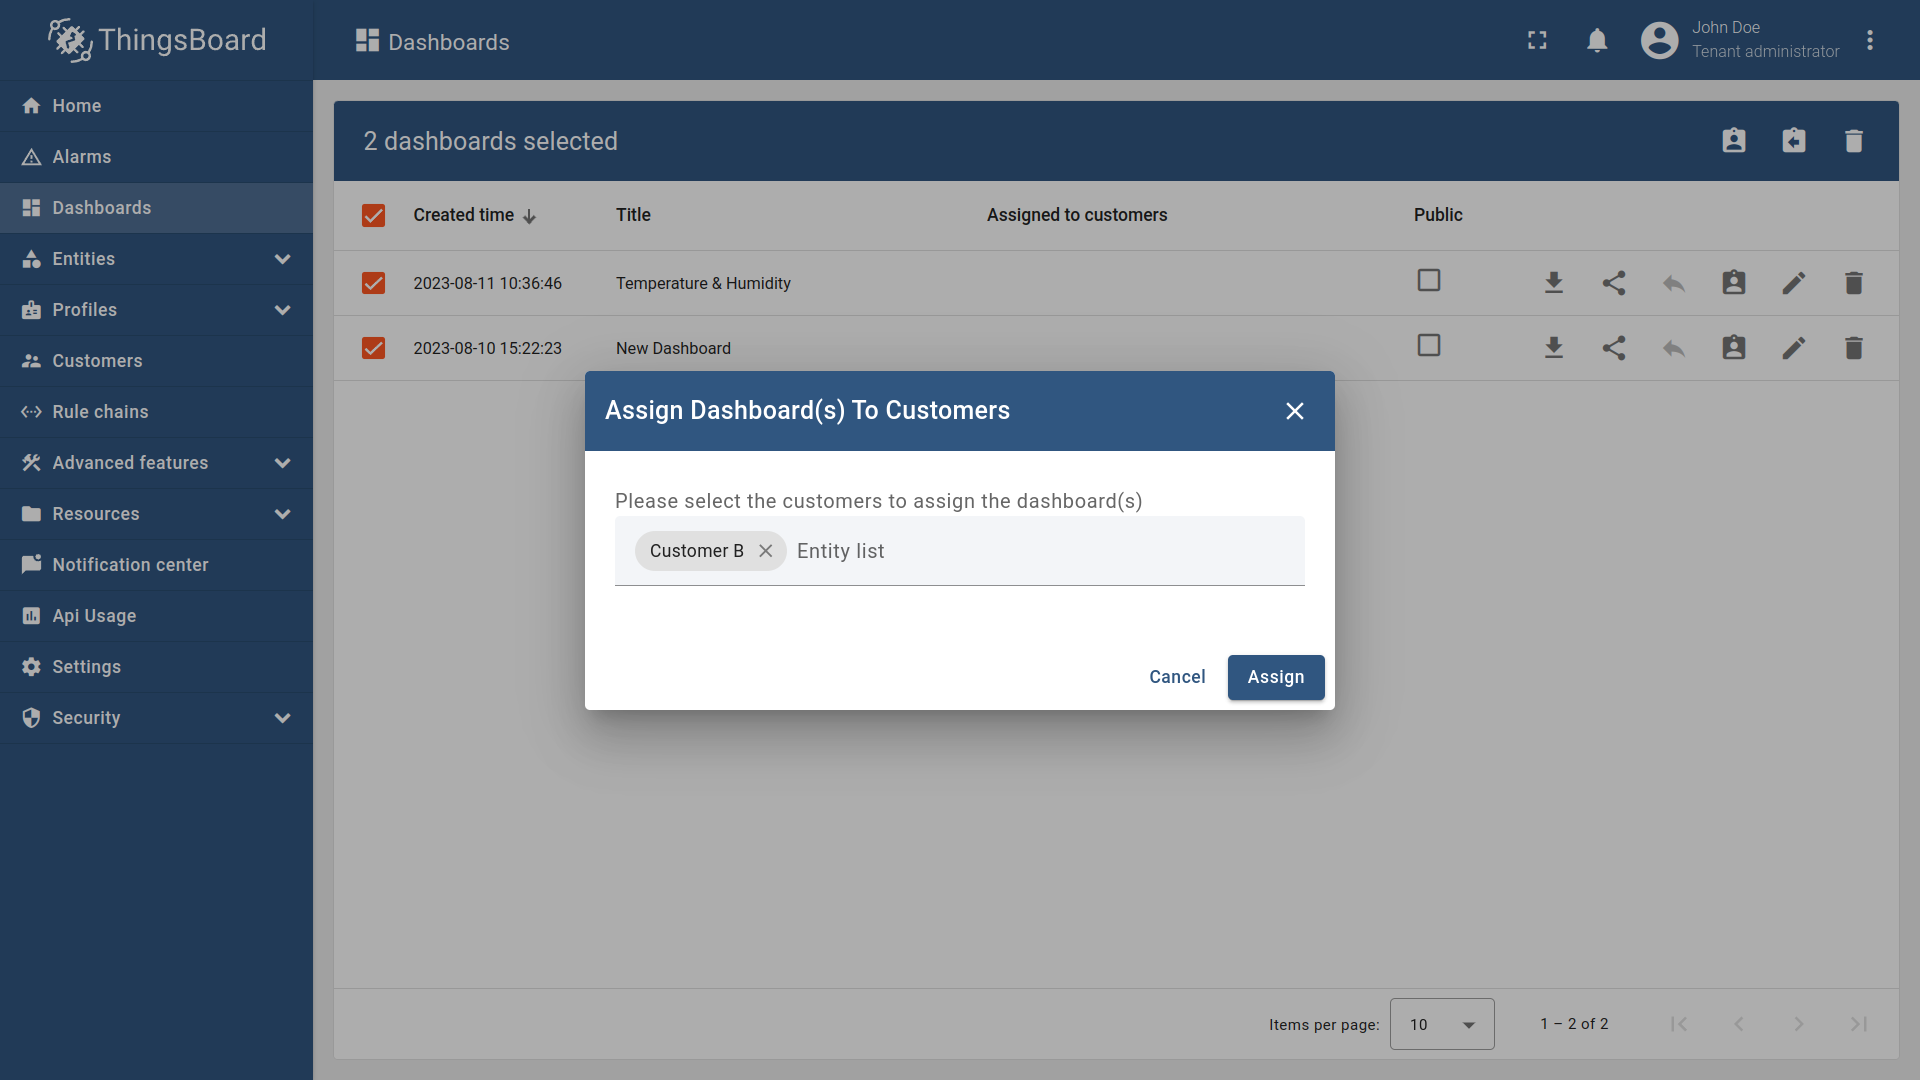 ThingsBoard
Dashboards
John Doe
Tenant administrator
Home
Alarms
Dashboards
Entities
Profiles
Customers
Rule chains
Advanced features
Resources
Notification center
Api Usage
Settings
Security
2 dashboards selected
Created time Title Assigned to customers Public
2023-08-11 10:36:46 Temperature & Humidity
2023-08-10 15:22:23 New Dashboard
Assign Dashboard(s) To Customers
Please select the customers to assign the dashboard(s)
Customer B Entity list
Cancel Assign
Items per page: 10 1 – 2 of 2